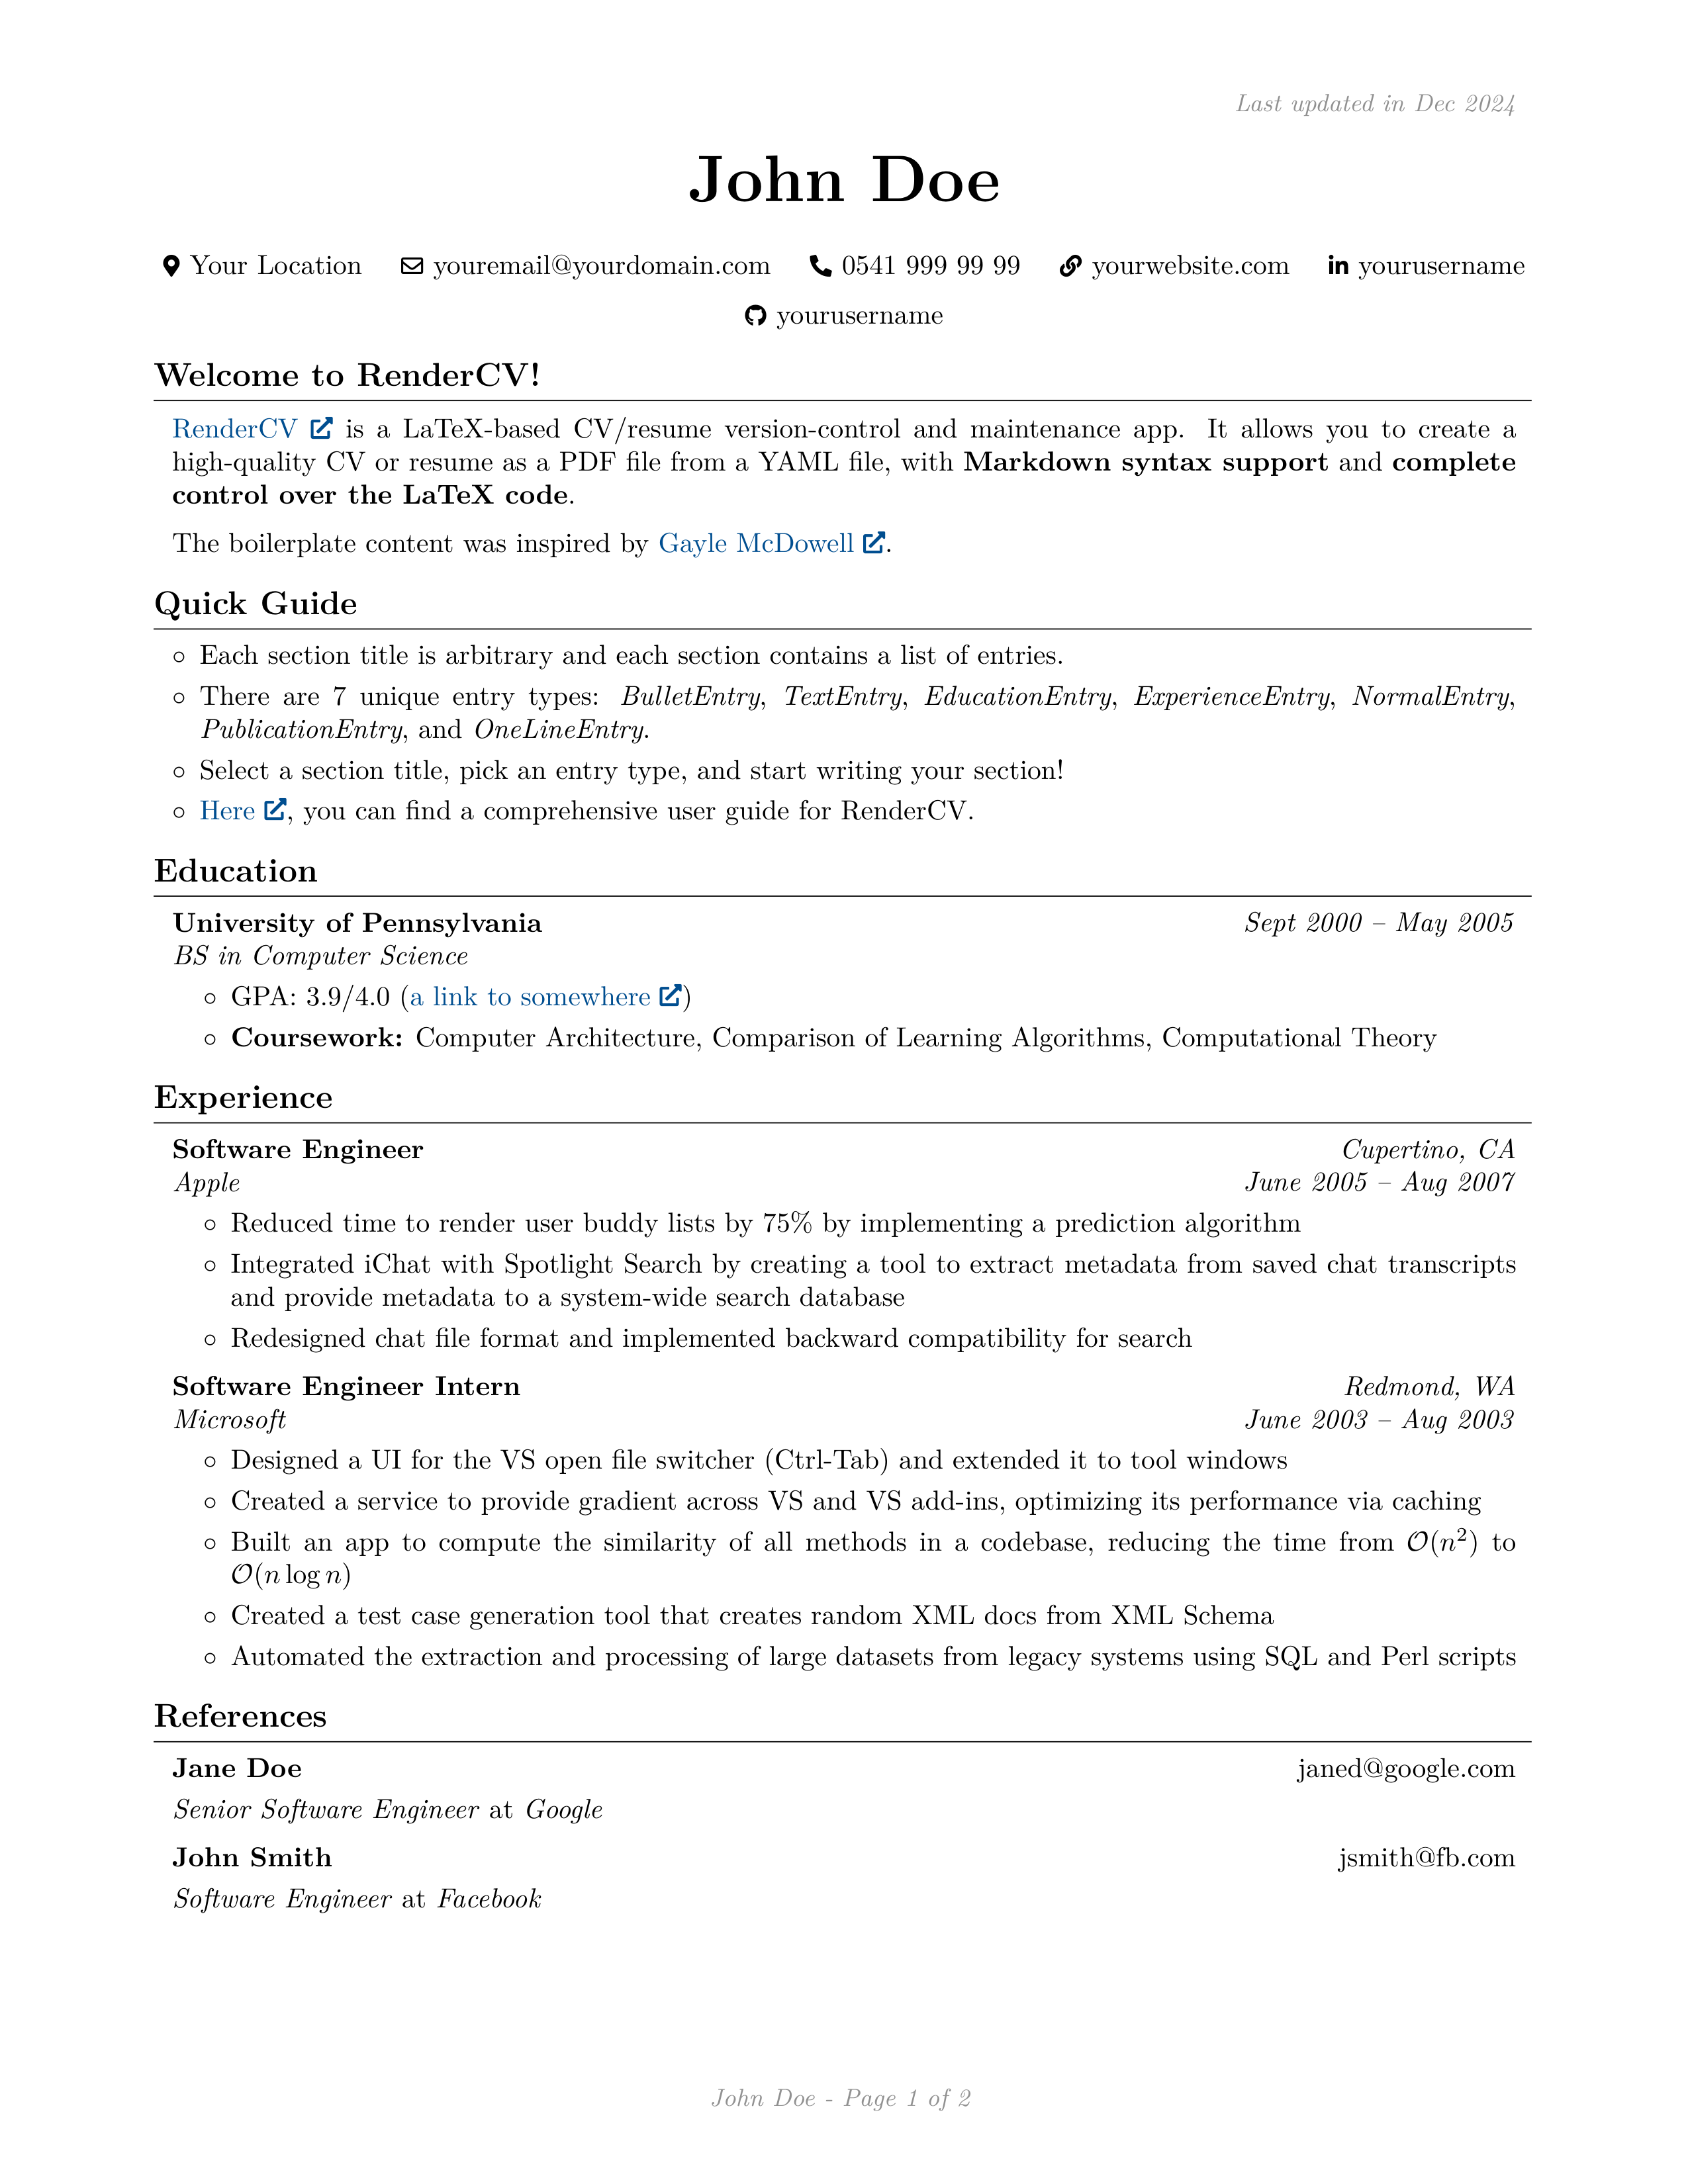 Last updated in Dec 2024
John Doe
Your Location youremail@yourdomain.com 0541 999 99 99 yourwebsite.com in yourusername
yourusername
Welcome to RenderCV!
RenderCV is a LaTeX-based CV/resume version-control and maintenance app. It allows you to create a
high-quality CV or resume as a PDF file from a YAML file, with Markdown syntax support and complete
control over the LaTeX code.
The boilerplate content was inspired by Gayle McDowell.
Quick Guide
◦ Each section title is arbitrary and each section contains a list of entries.
◦ There are 7 unique entry types: BulletEntry, TextEntry, EducationEntry, ExperienceEntry, NormalEntry,
PublicationEntry, and OneLineEntry.
◦ Select a section title, pick an entry type, and start writing your section!
◦ Here, you can find a comprehensive user guide for RenderCV.
Education
University of Pennsylvania Sept 2000 – May 2005
BS in Computer Science
◦ GPA: 3.9/4.0 (a link to somewhere)
◦ Coursework: Computer Architecture, Comparison of Learning Algorithms, Computational Theory
Experience
Software Engineer Cupertino, CA
Apple June 2005 – Aug 2007
◦ Reduced time to render user buddy lists by 75% by implementing a prediction algorithm
◦ Integrated iChat with Spotlight Search by creating a tool to extract metadata from saved chat transcripts
and provide metadata to a system-wide search database
◦ Redesigned chat file format and implemented backward compatibility for search
Software Engineer Intern Redmond, WA
Microsoft June 2003 – Aug 2003
◦ Designed a UI for the VS open file switcher (Ctrl-Tab) and extended it to tool windows
◦ Created a service to provide gradient across VS and VS add-ins, optimizing its performance via caching
◦ Built an app to compute the similarity of all methods in a codebase, reducing the time from O(n²) to
O(n log n)
◦ Created a test case generation tool that creates random XML docs from XML Schema
◦ Automated the extraction and processing of large datasets from legacy systems using SQL and Perl scripts
References
Jane Doe janed@google.com
Senior Software Engineer at Google
John Smith jsmith@fb.com
Software Engineer at Facebook
John Doe - Page 1 of 2